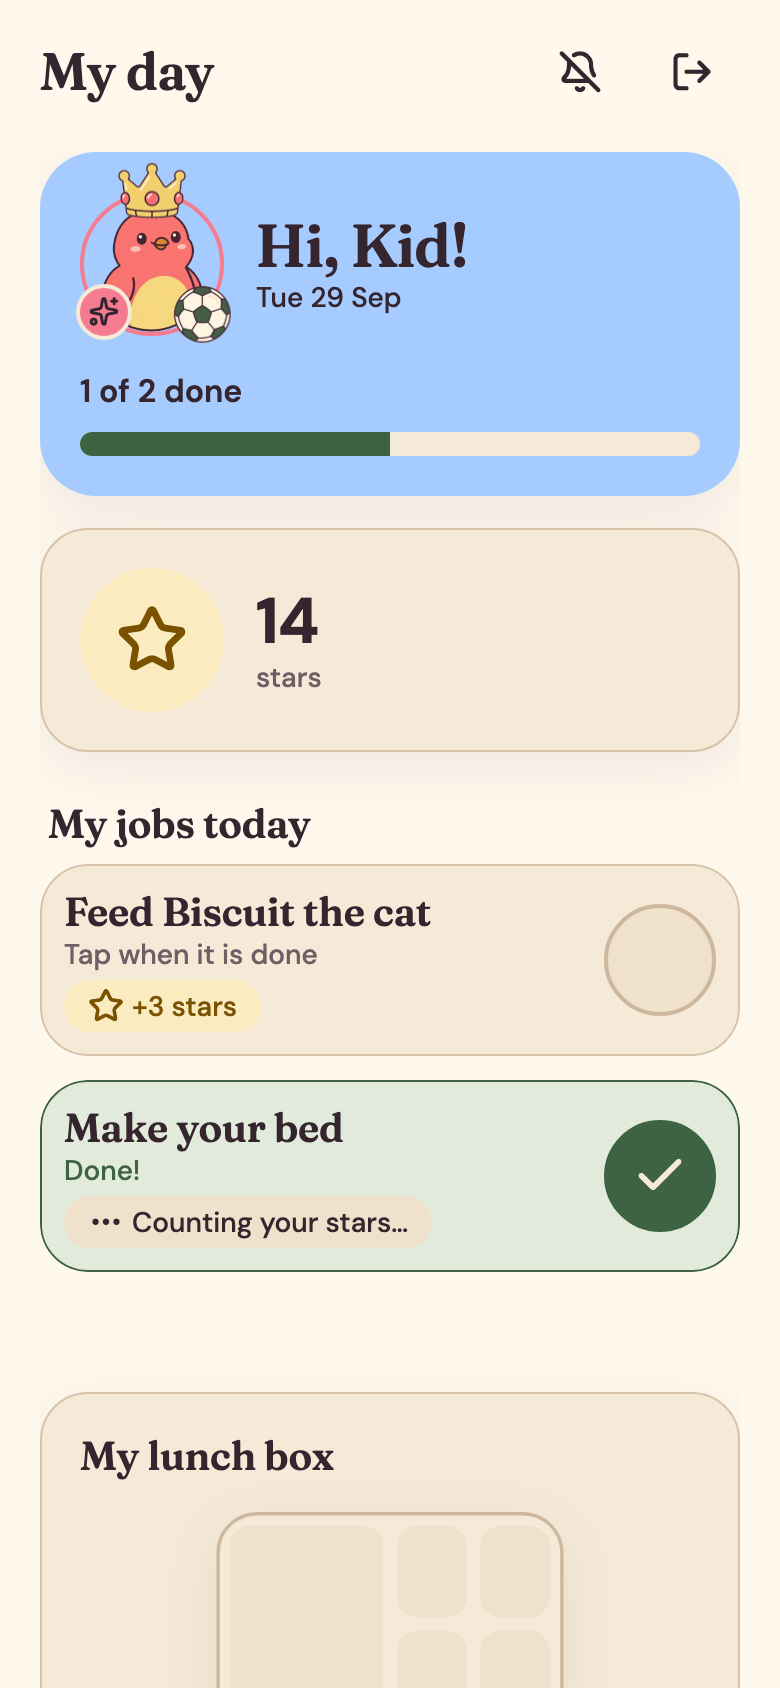 My day
Hi, Kid!
Tue 29 Sep
1 of 2 done
14
stars
My jobs today
Feed Biscuit the cat
Tap when it is done
+3 stars
Make your bed
Done!
Counting your stars...
My lunch box